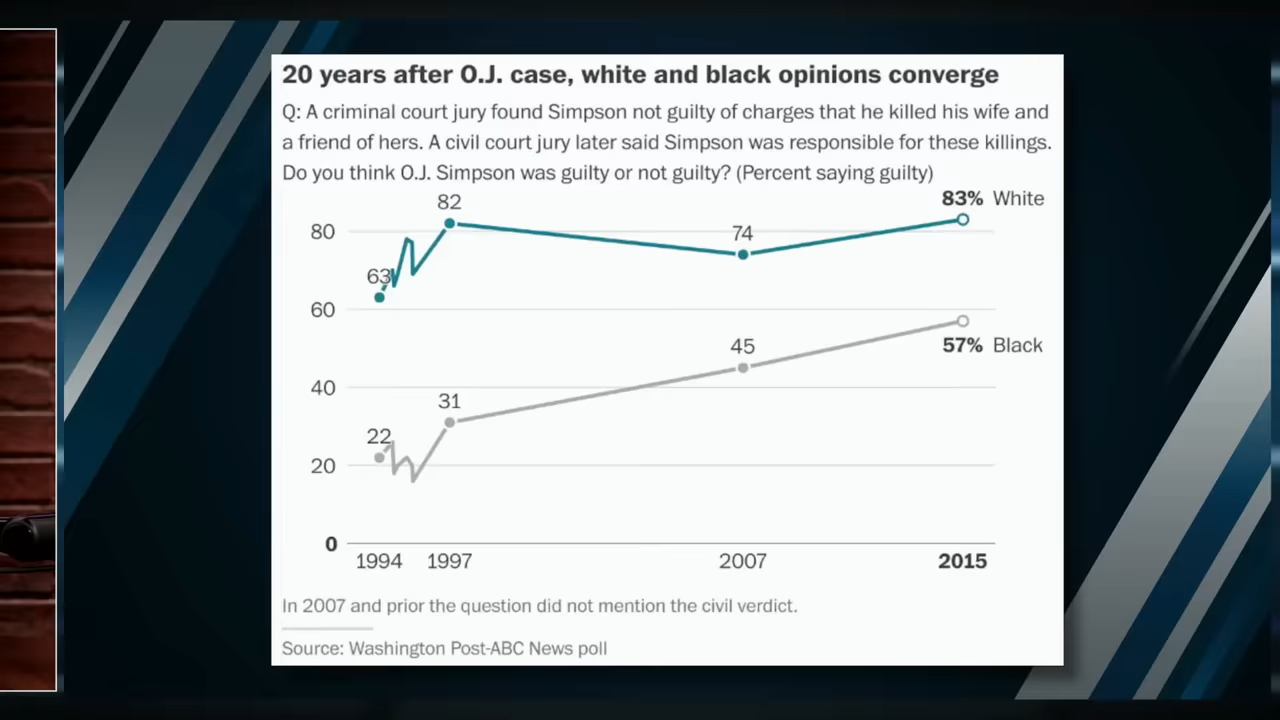 20 years after O.J. case, white and black opinions converge
Q: A criminal court jury found Simpson not guilty of charges that he killed his wife and
a friend of hers. A civil court jury later said Simpson was responsible for these killings.
Do you think O.J. Simpson was guilty or not guilty? (Percent saying guilty)
82
83% White
80
74
63
60
45
57% Black
40
31
22
20
0
1994 1997 2007 2015
In 2007 and prior the question did not mention the civil verdict.
Source: Washington Post-ABC News poll